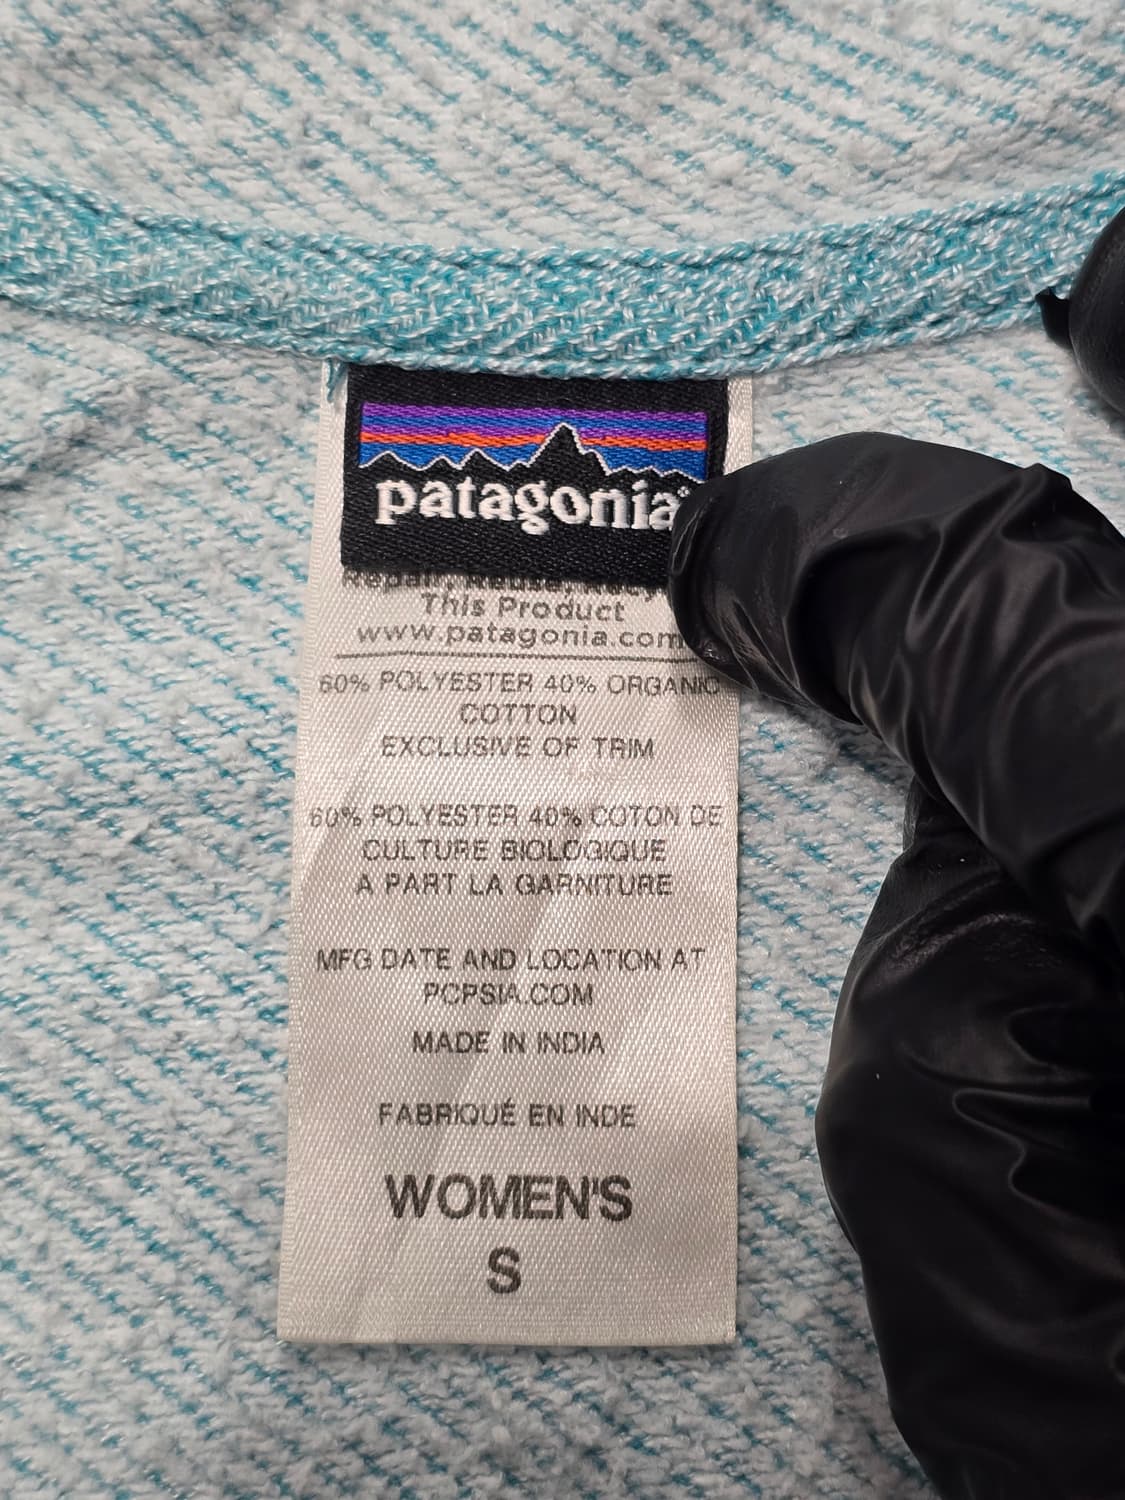 patagonia®
Repair, Reuse,
This Product
www.patagonia.com
60% POLYESTER 40% ORGANIC
COTTON
EXCLUSIVE OF TRIM
60% POLYESTER 40% COTON DE
CULTURE BIOLOGIQUE
A PART LA GARNITURE
MFG DATE AND LOCATION AT
PCPSIA.COM
MADE IN INDIA
FABRIQUÉ EN INDE
WOMEN'S
S